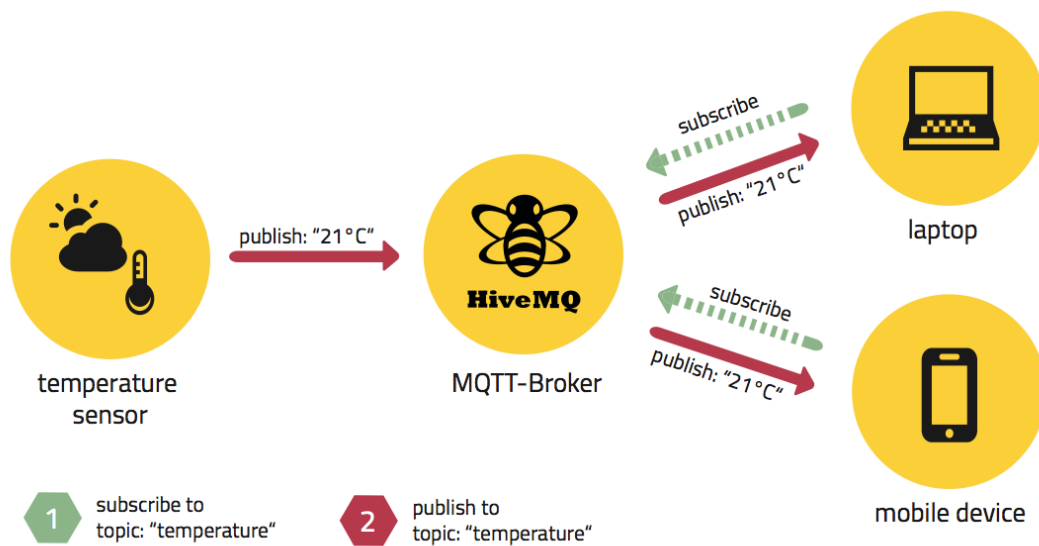 subscribe
publish: "21°C"
laptop
publish: "21°C"
HiveMQ
subscribe
publish: "21°C"
temperature
sensor
MQTT-Broker
mobile device
1
subscribe to
topic: "temperature"
2
publish to
topic: "temperature"